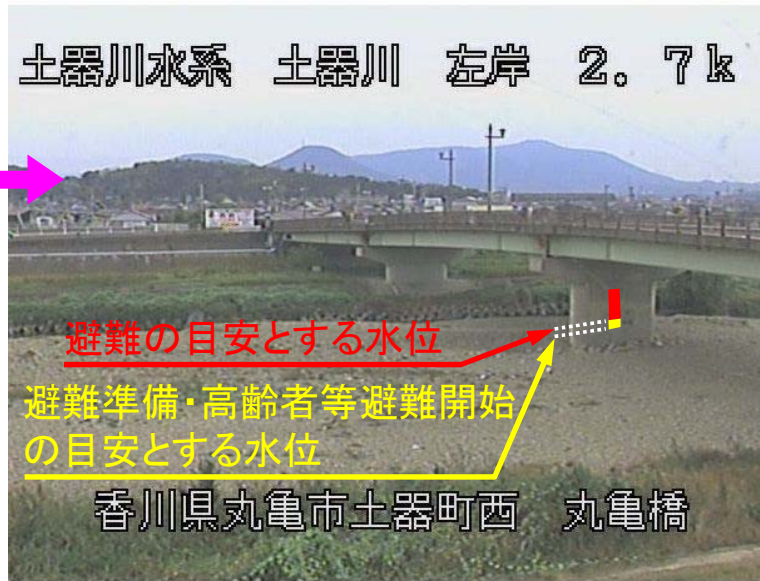 土器川水系 土器川 左岸 2. 7k
避難の目安とする水位
避難準備・高齢者等避難開始
の目安とする水位
香川県丸亀市土器町西 丸亀橋